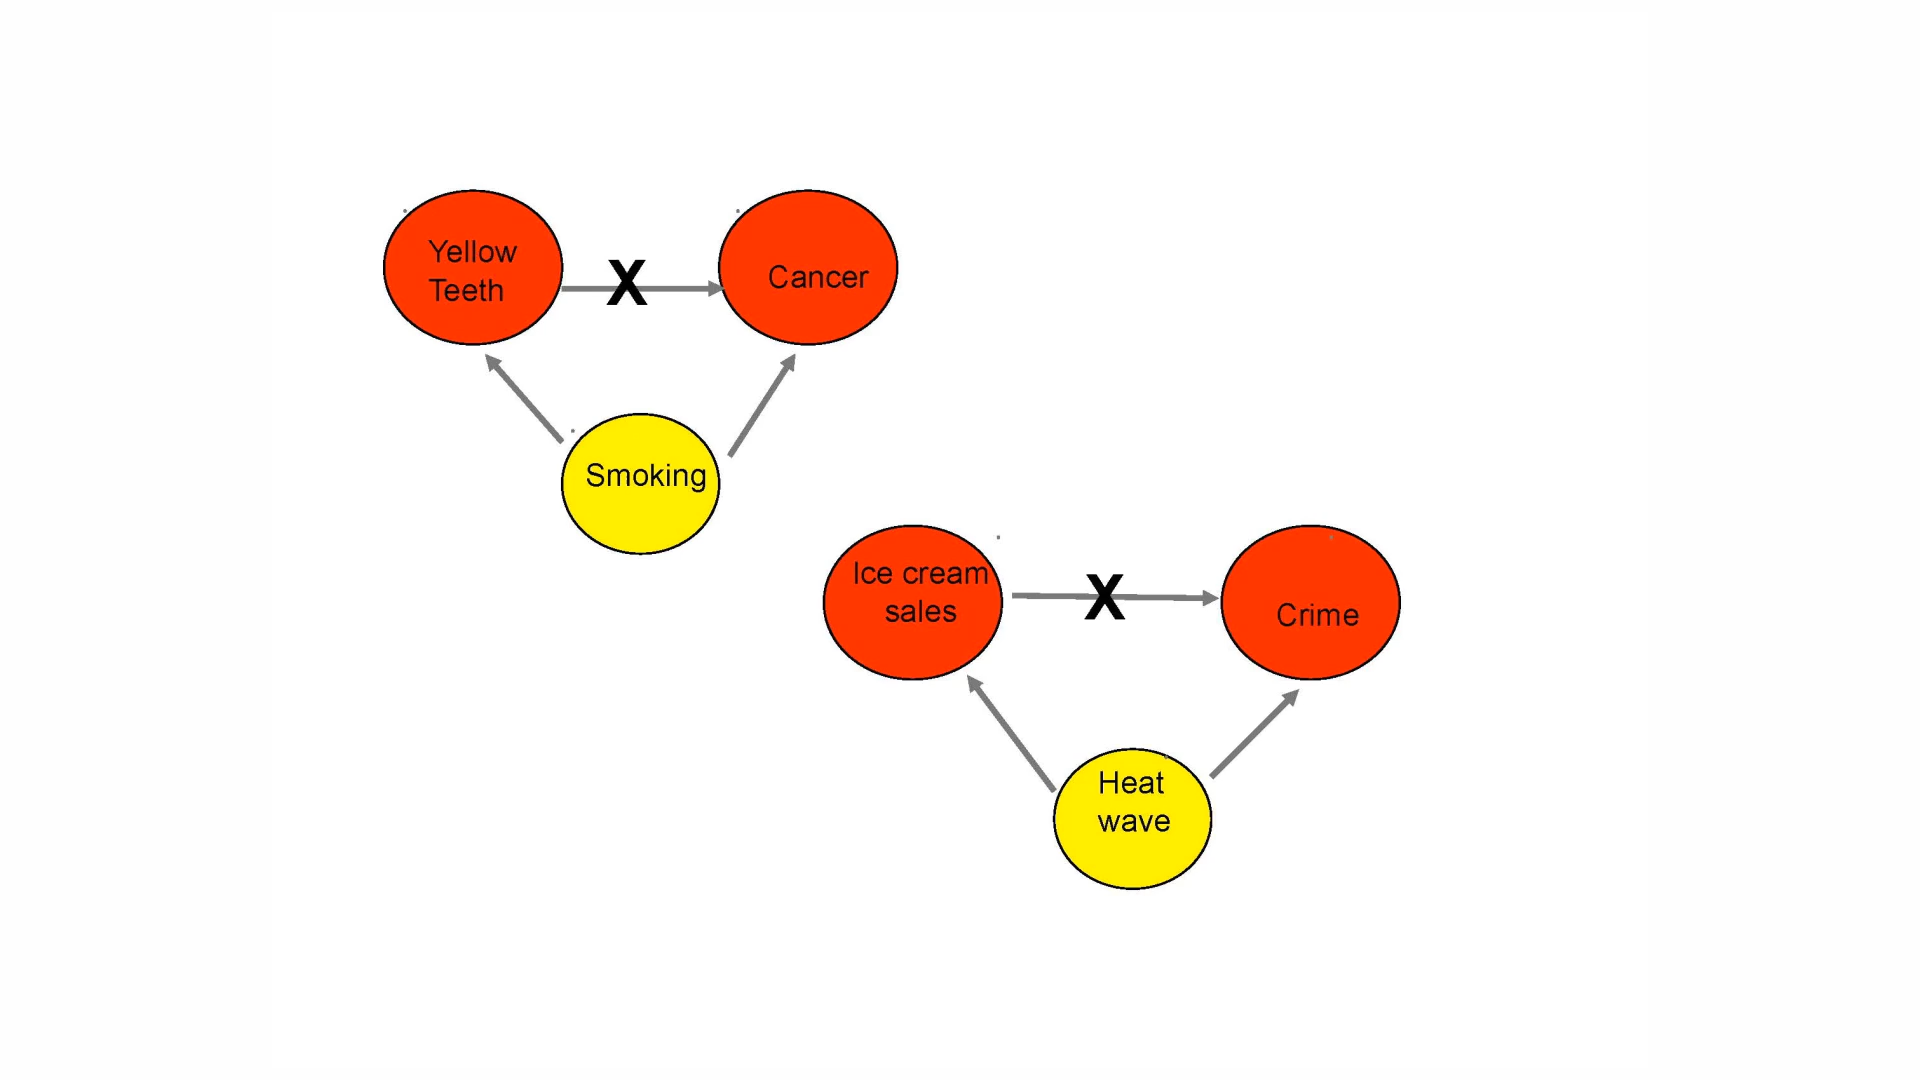 Yellow
Teeth
X
Cancer
Smoking
Ice cream
sales
X
Crime
Heat
wave